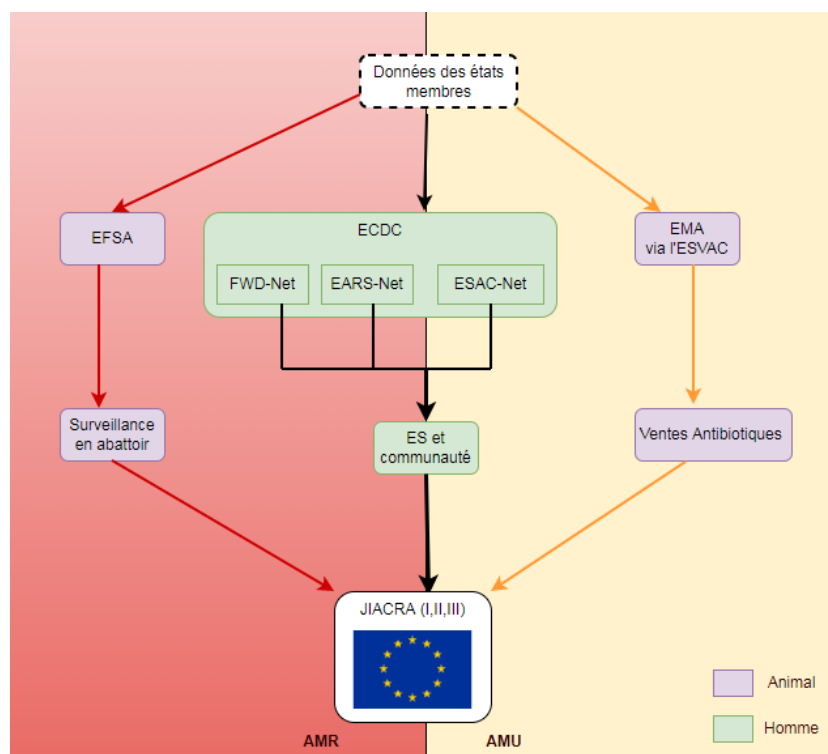 Données des états
membres
EFSA
ECDC
EMA
via l'ESVAC
FWD-Net
EARS-Net
ESAC-Net
Surveillance
en abattoir
ES et
communauté
Ventes Antibiotiques
JIACRA (I,II,III)
Animal
Homme
AMR
AMU